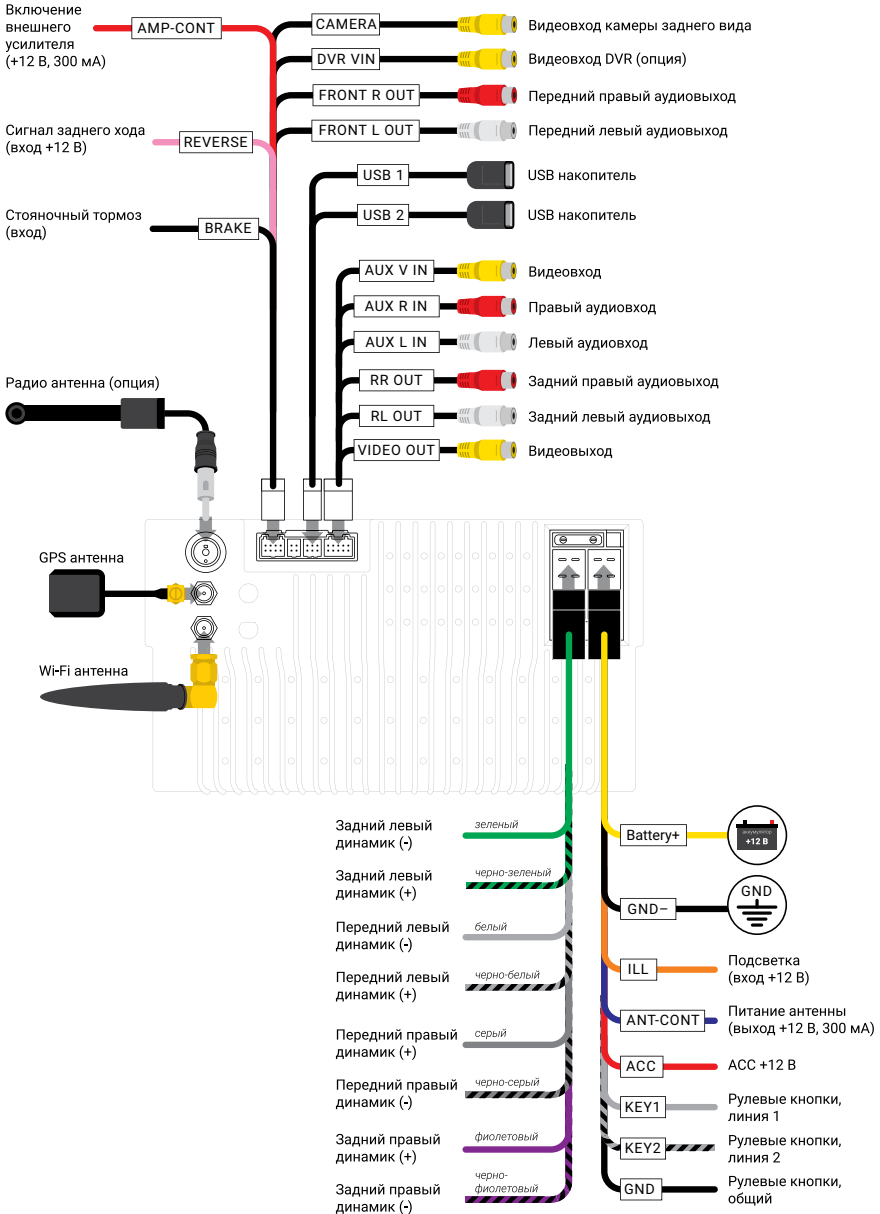 Включение
внешнего
усилителя
(+12 В, 300 мА)
AMP-CONT
Сигнал заднего хода
(вход +12 В)
REVERSE
Стояночный тормоз
(вход)
BRAKE
CAMERA
Видеовход камеры заднего вида
DVR VIN
Видеовход DVR (опция)
FRONT R OUT
Передний правый аудиовыход
FRONT L OUT
Передний левый аудиовыход
USB 1
USB накопитель
USB 2
USB накопитель
AUX V IN
Видеовход
AUX R IN
Правый аудиовход
AUX L IN
Левый аудиовход
RR OUT
Задний правый аудиовыход
RL OUT
Задний левый аудиовыход
VIDEO OUT
Видеовыход
Радио антенна (опция)
GPS антенна
Wi-Fi антенна
Задний левый
динамик (-)
зеленый
Задний левый
динамик (+)
черно-зеленый
Передний левый
динамик (-)
белый
Передний левый
динамик (+)
черно-белый
Передний правый
динамик (+)
серый
Передний правый
динамик (-)
черно-серый
Задний правый
динамик (+)
фиолетовый
Задний правый
динамик (-)
черно-
фиолетовый
Battery+
аккумулятор
+12 В
GND–
GND
ILL
Подсветка
(вход +12 В)
ANT-CONT
Питание антенны
(выход +12 В, 300 мА)
ACC
ACC +12 В
KEY1
Рулевые кнопки,
линия 1
KEY2
Рулевые кнопки,
линия 2
GND
Рулевые кнопки,
общий